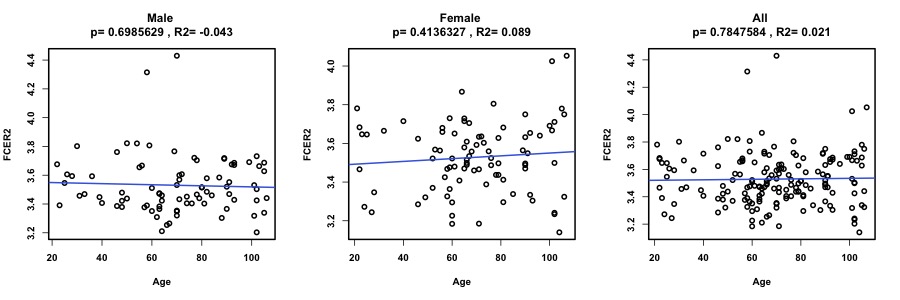 Male
p= 0.6985629 , R2= -0.043
FCER2
4.4
4.2
4.0
3.8
3.6
3.4
3.2
20 40 60 80 100
Age
Female
p= 0.4136327 , R2= 0.089
FCER2
4.0
3.8
3.6
3.4
3.2
20 40 60 80 100
Age
All
p= 0.7847584 , R2= 0.021
FCER2
4.4
4.2
4.0
3.8
3.6
3.4
3.2
20 40 60 80 100
Age